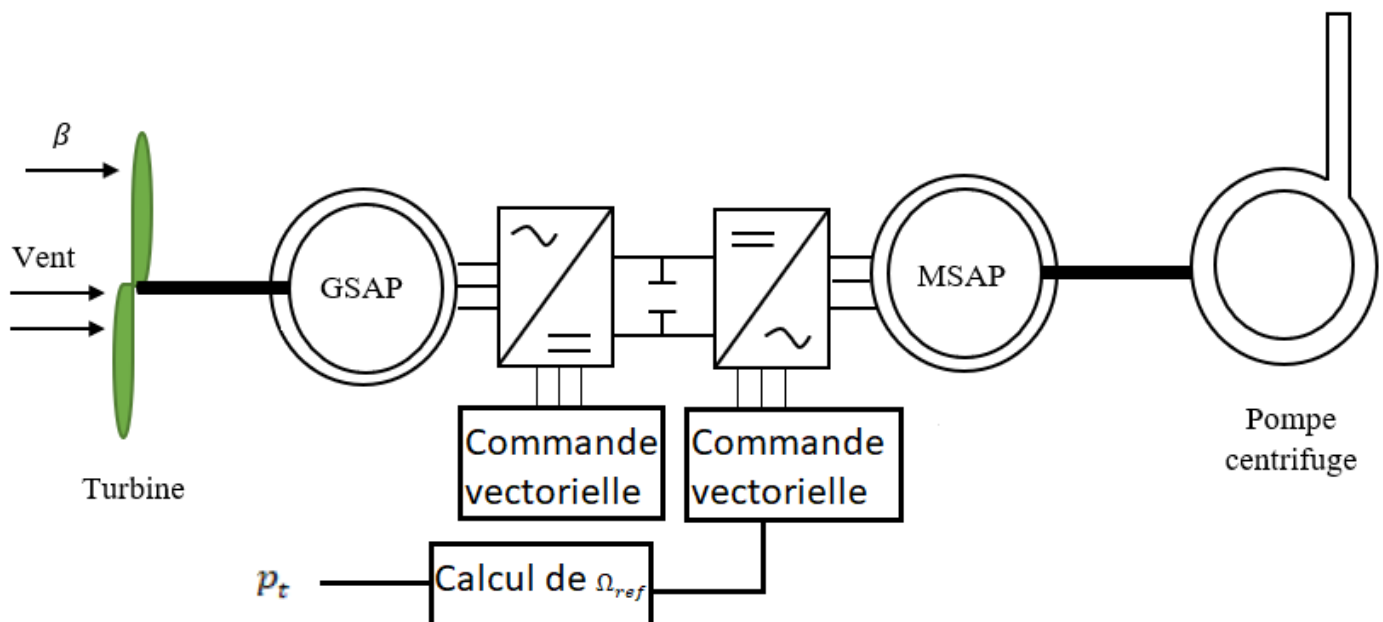 β
Vent
Turbine
GSAP
MSAP
Commande
vectorielle
Commande
vectorielle
Pompe
centrifuge
p_t
Calcul de Ω_ref